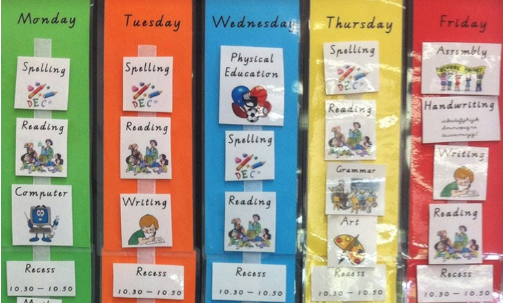 Monday
Spelling
DEC
Reading
Computer
Recess
10.30 – 10.50
Tuesday
Spelling
DEC
Reading
Writing
Recess
10.30 – 10.50
Wednesday
Physical
Education
Spelling
DEC
Reading
Recess
10.30 – 10.50
Thursday
Spelling
DEC
Reading
Grammar
Art
Recess
10.30 – 10.50
Friday
Assembly
Handwriting
Writing
Reading
Recess
10.30 – 10.50